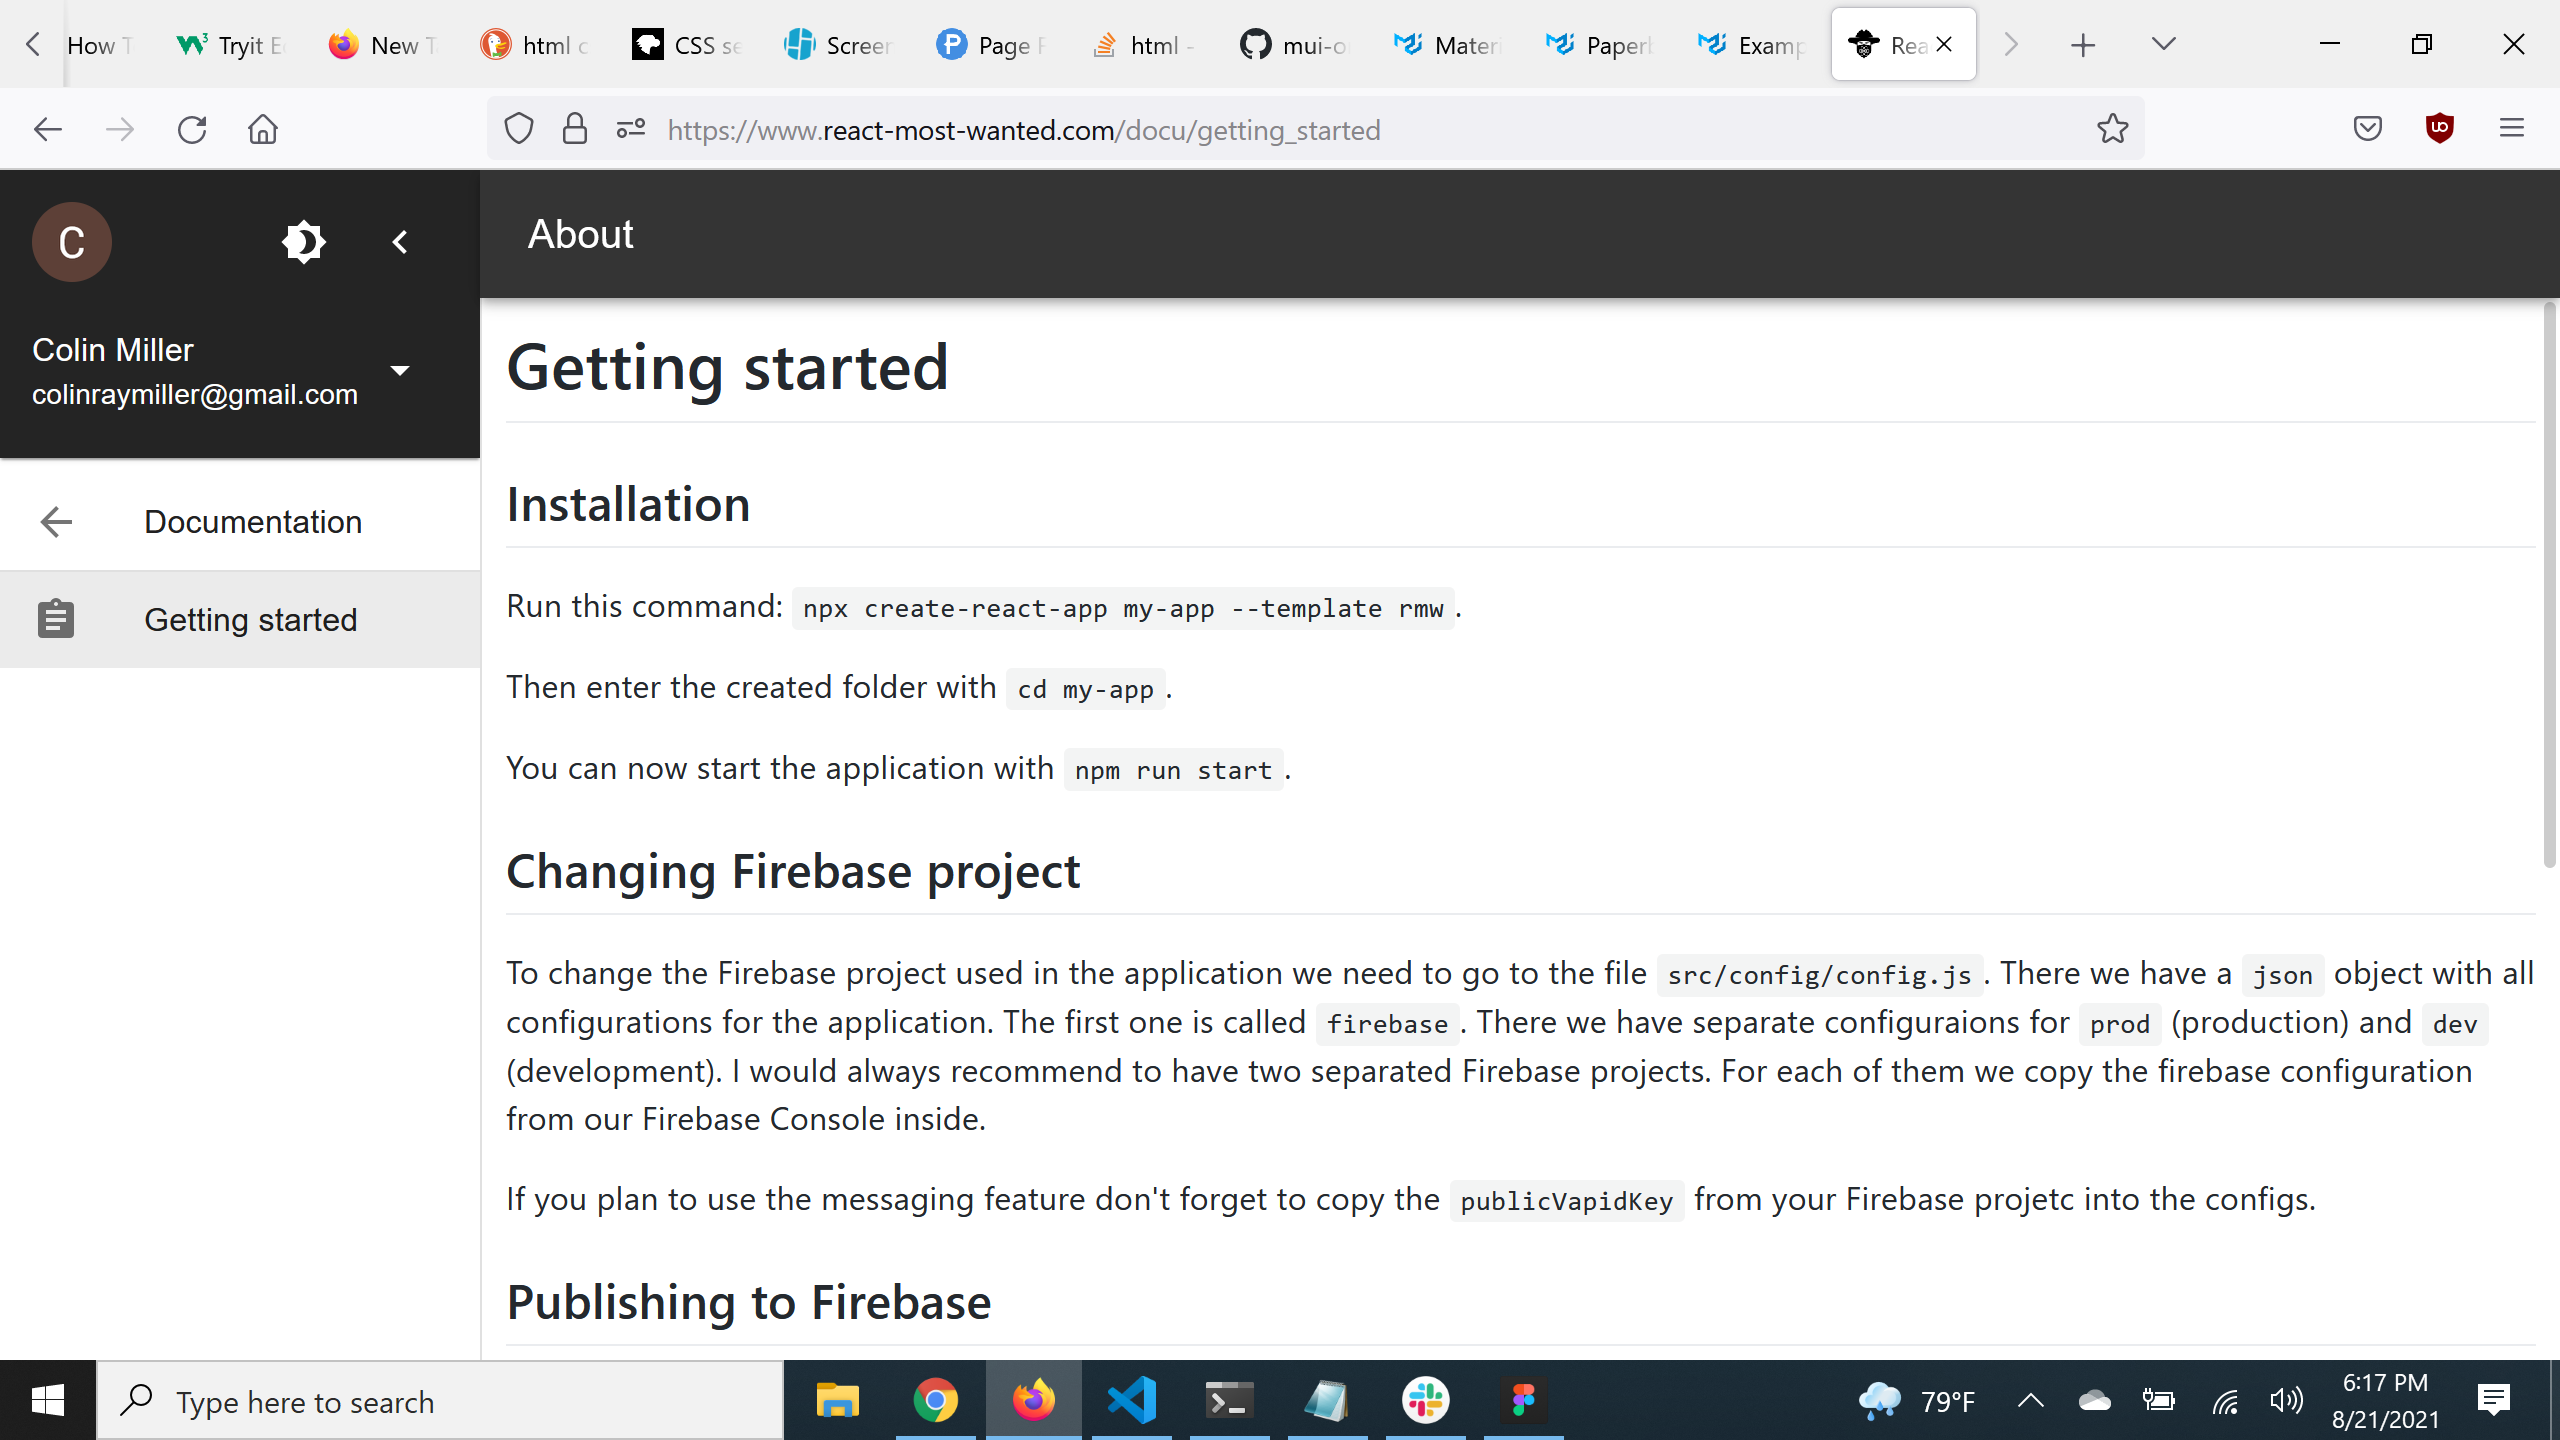 How T
Tryit E
New T
html c
CSS se
Screen
Page
html -
mui-o
Materi
Paper
Examp
Rea
https://www.react-most-wanted.com/docu/getting_started
C
About
Colin Miller
colinraymiller@gmail.com
Documentation
Getting started
Getting started
Installation
Run this command: npx create-react-app my-app --template rmw.
Then enter the created folder with cd my-app.
You can now start the application with npm run start.
Changing Firebase project
To change the Firebase project used in the application we need to go to the file src/config/config.js. There we have a json object with all
configurations for the application. The first one is called firebase. There we have separate configuraions for prod (production) and dev
(development). I would always recommend to have two separated Firebase projects. For each of them we copy the firebase configuration
from our Firebase Console inside.
If you plan to use the messaging feature don't forget to copy the publicVapidKey from your Firebase projetc into the configs.
Publishing to Firebase
Type here to search
79°F
6:17 PM
8/21/2021